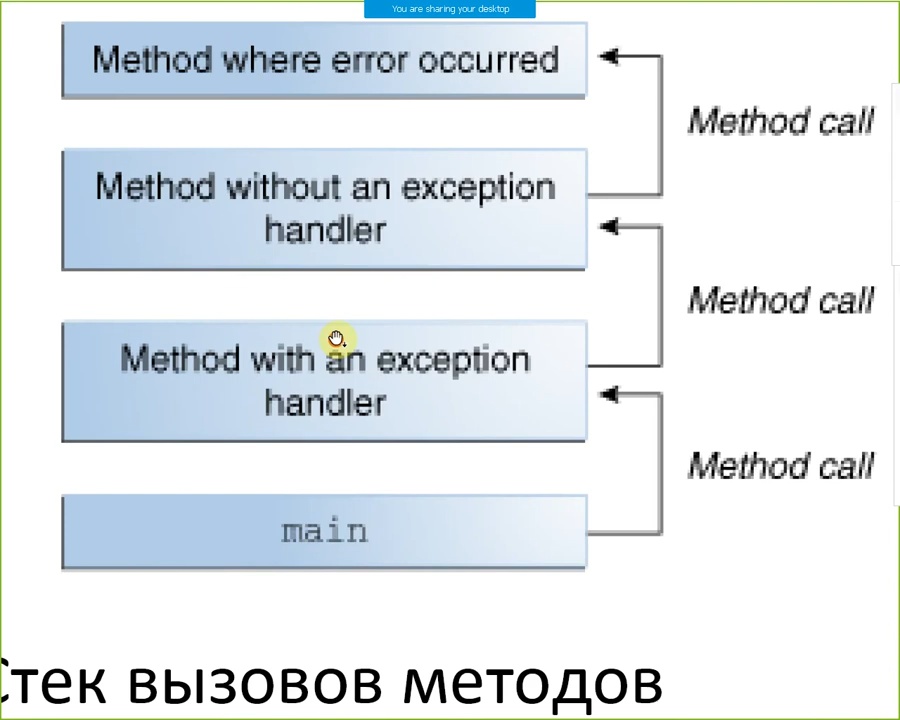 You are sharing your desktop
Method where error occurred
Method call
Method without an exception
handler
Method call
Method with an exception
handler
Method call
main
Стек вызовов методов